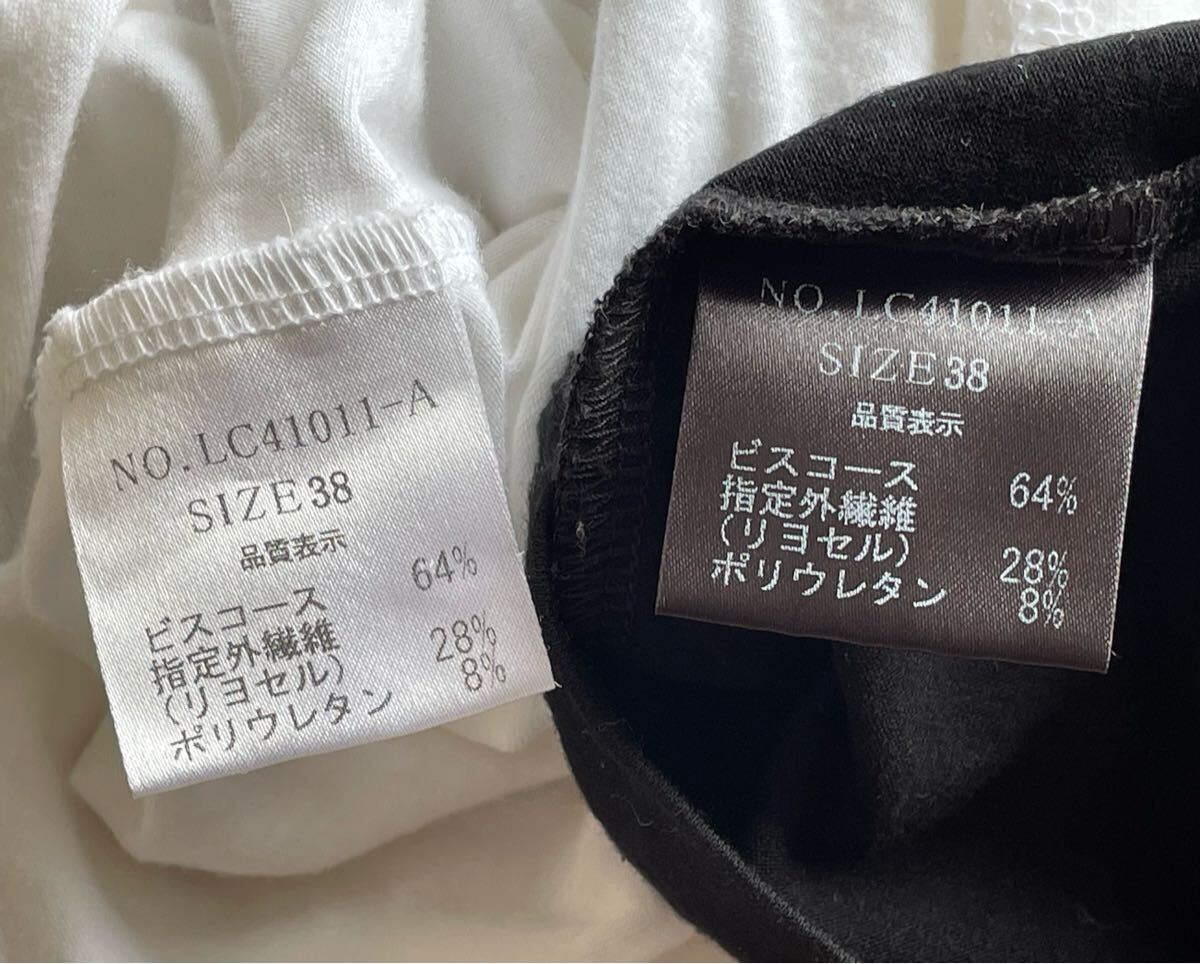 NO.LC41011-A
SIZE38
品質表示
ビスコース 64%
指定外繊維
(リヨセル) 28%
ポリウレタン 8%
NO.LC41011-A
SIZE38
品質表示
ビスコース 64%
指定外繊維
(リヨセル) 28%
ポリウレタン 8%